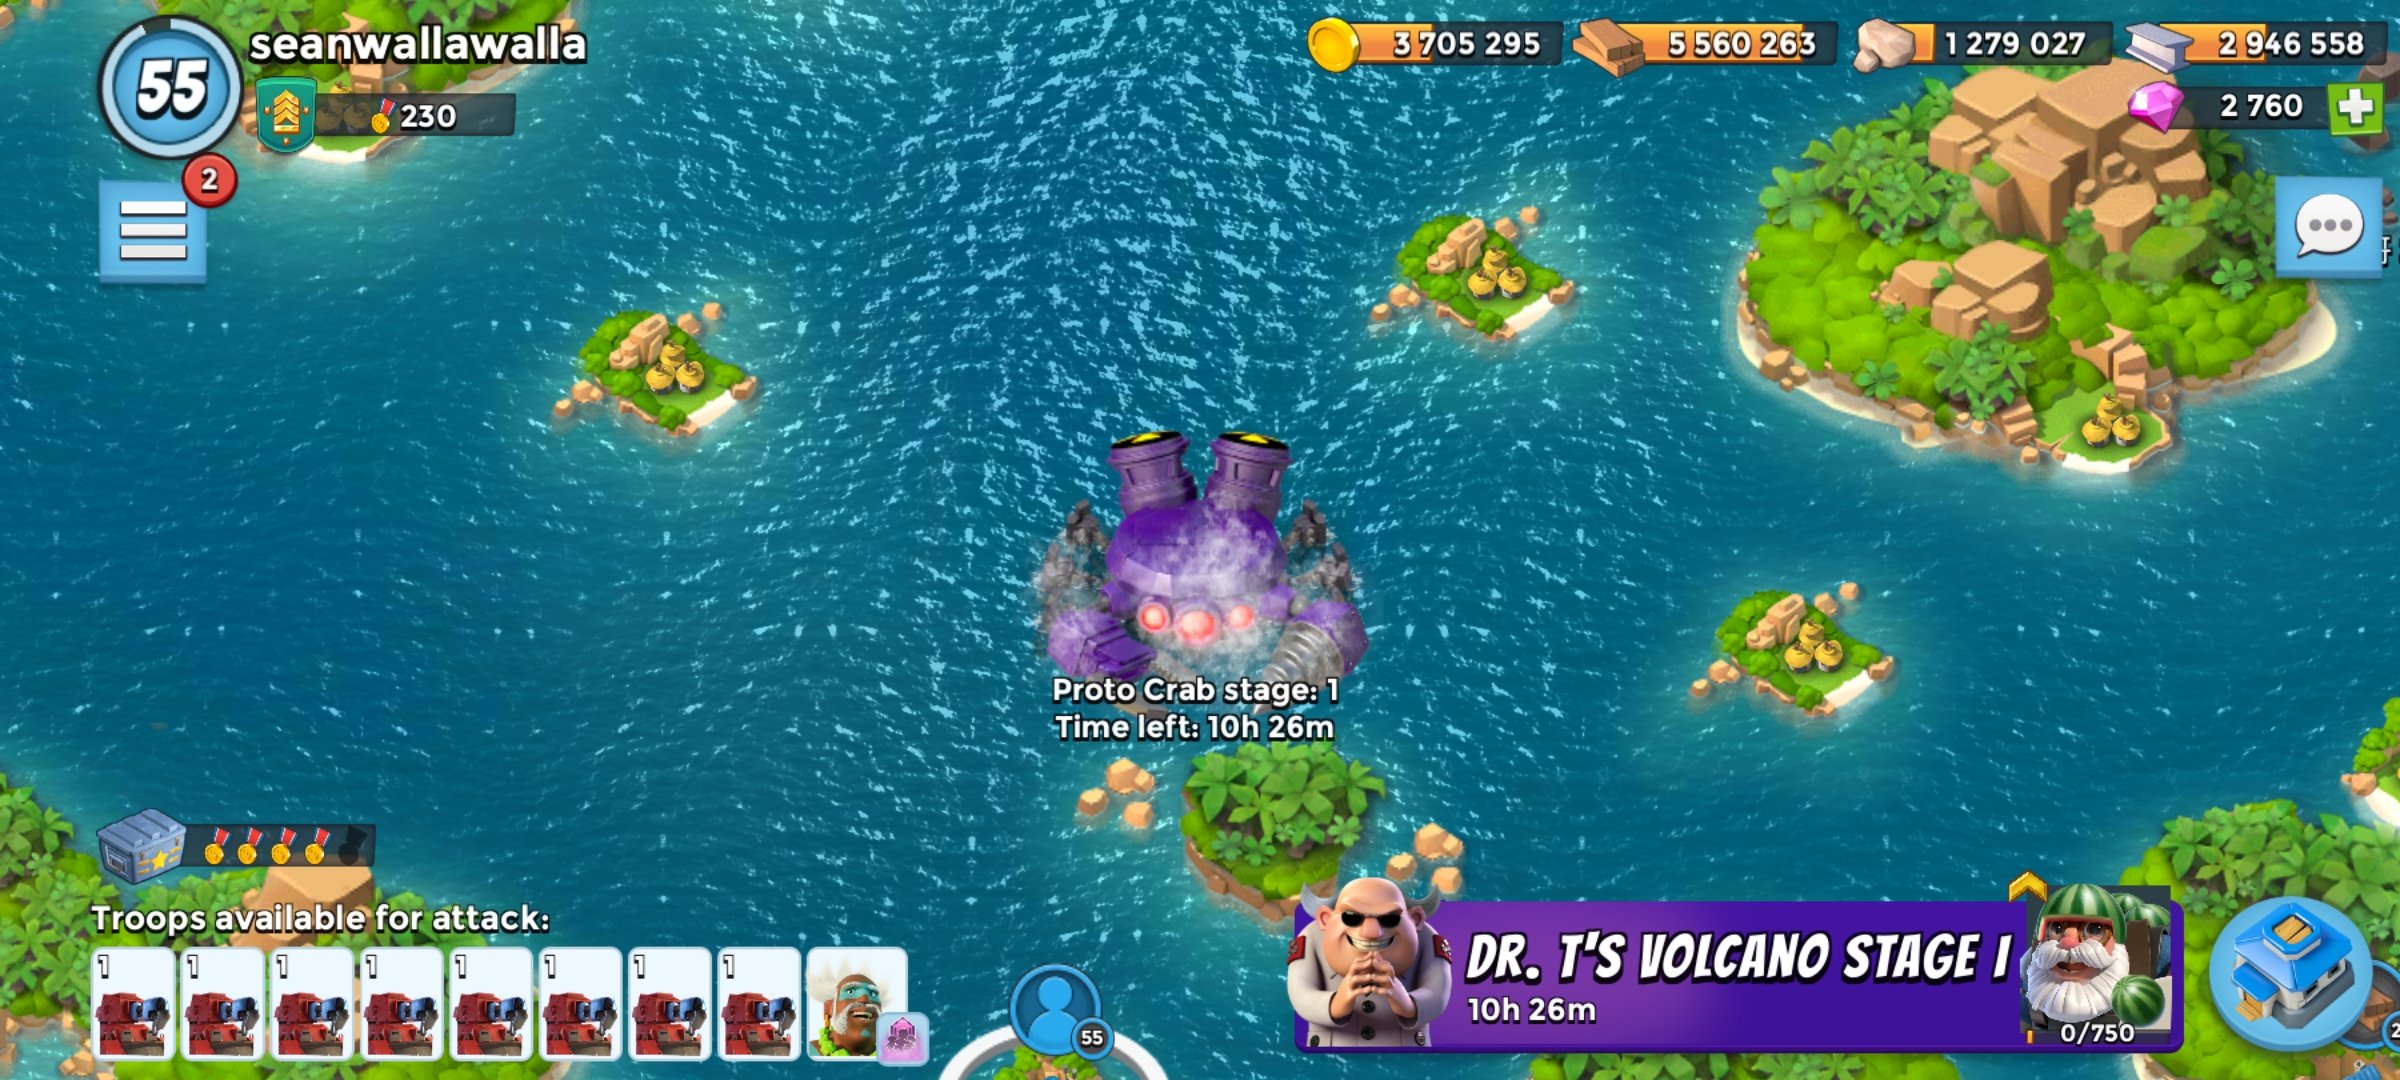 55
seanwallawalla
230
2
3 705 295
5 560 263
1 279 027
2 946 558
2 760
Proto Crab stage: 1
Time left: 10h 26m
Troops available for attack:
1 1 1 1 1 1 1 1
55
DR. T'S VOLCANO STAGE I
10h 26m
0/750